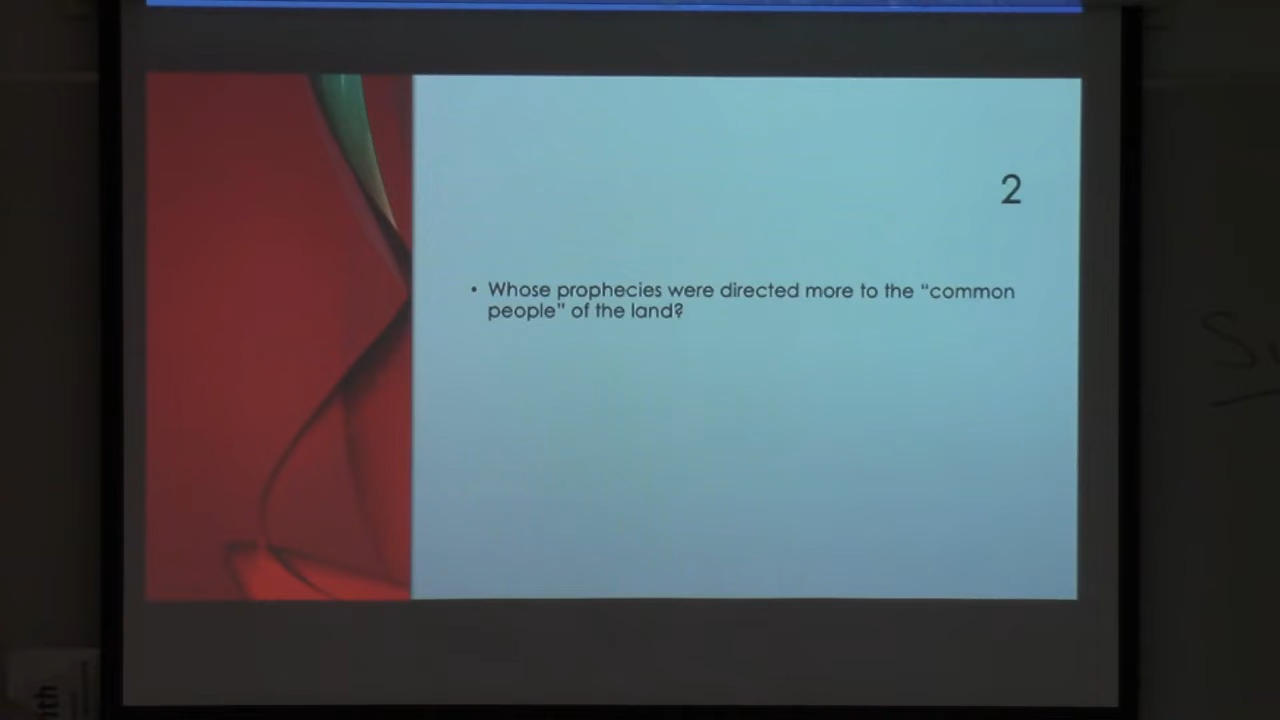 2
• Whose prophecies were directed more to the “common
people” of the land?